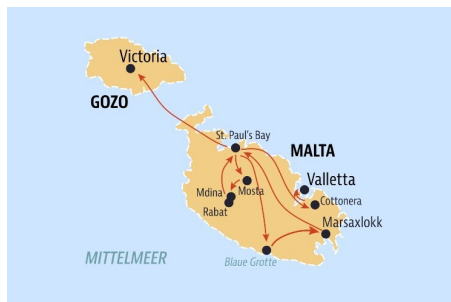 Victoria
GOZO
St. Paul's Bay
MALTA
Valletta
Mdina
Mosta
Cottonera
Rabat
Marsaxlokk
MITTELMEER
Blaue Grotte